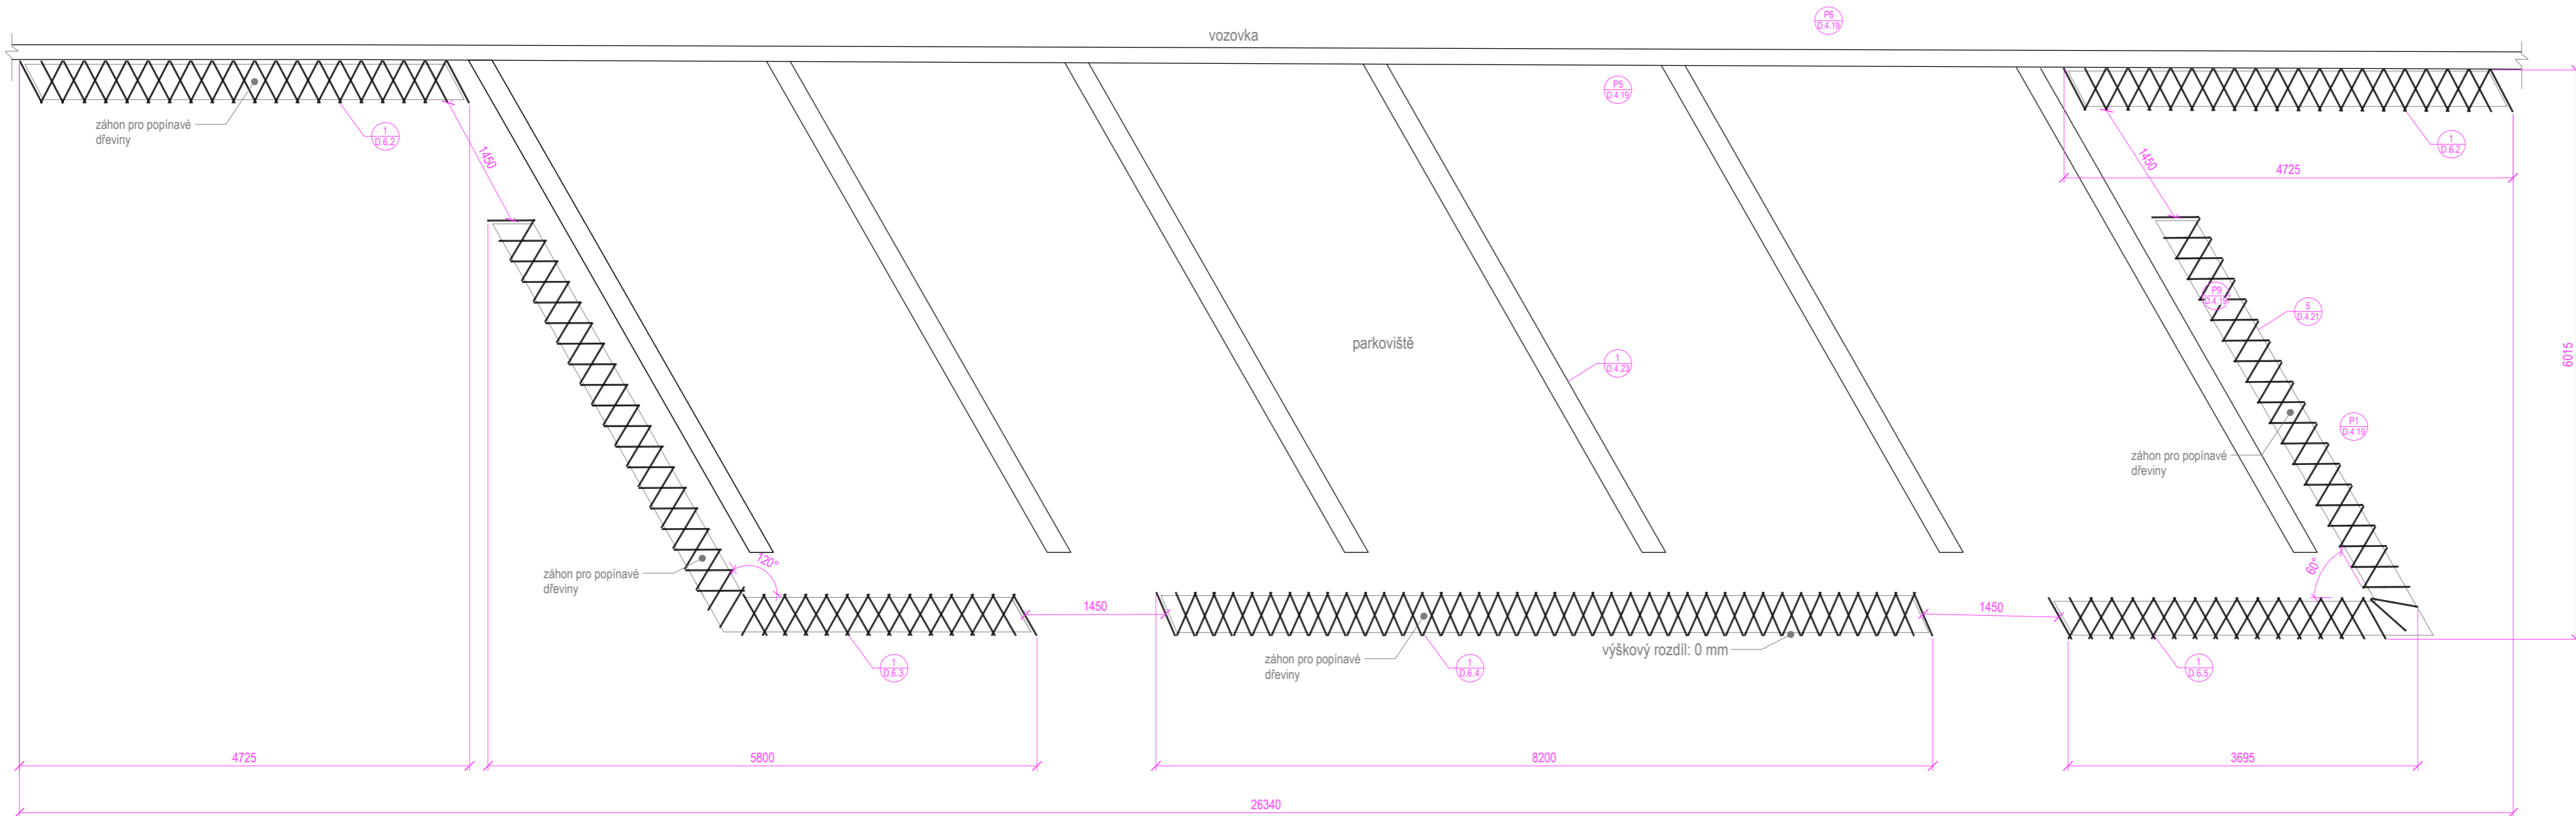 P6
D.4.19
vozovka
P5
D.4.19
záhon pro popínavé
dřeviny
1
D.6.2
1
D.6.2
1450
1450
4725
P9
D.4.19
5
D.4.21
parkoviště
6015
1
D.4.23
P1
D.4.19
záhon pro popínavé
dřeviny
120°
60°
záhon pro popínavé
dřeviny
1450
1450
výškový rozdíl: 0 mm
záhon pro popínavé
dřeviny
1
D.6.3
1
D.6.4
1
D.6.5
4725
5800
8200
3695
26340